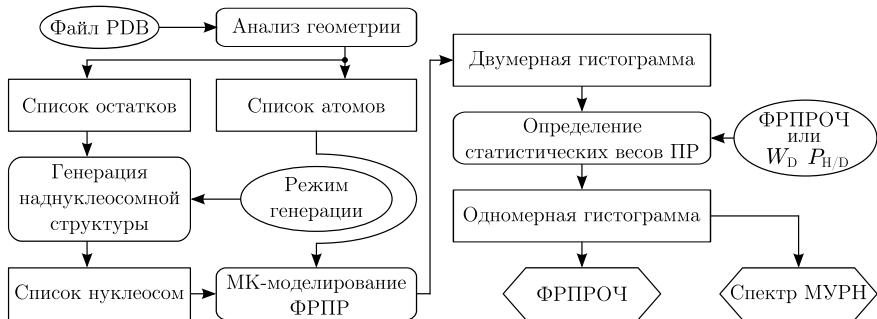 Файл PDB
Анализ геометрии
Список остатков
Список атомов
Генерация
наднуклеосомной
структуры
Режим
генерации
Список нуклеосом
МК-моделирование
ФРПР
Двумерная гистограмма
Определение
статистических весов ПР
ФРПРОЧ
или
W_D P_H/D
Одномерная гистограмма
ФРПРОЧ
Спектр МУРН